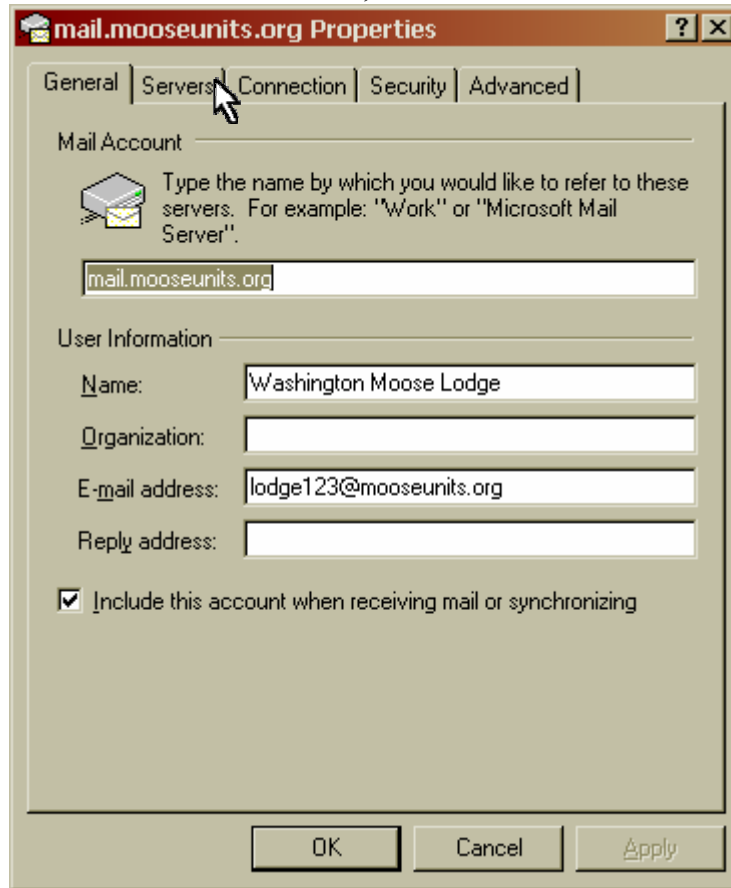 mail.mooseunits.org Properties
General Servers Connection Security Advanced
Mail Account
Type the name by which you would like to refer to these
servers. For example: "Work" or "Microsoft Mail
Server".
mail.mooseunits.org
User Information
Name: Washington Moose Lodge
Organization:
E-mail address: lodge123@mooseunits.org
Reply address:
Include this account when receiving mail or synchronizing
OK Cancel Apply